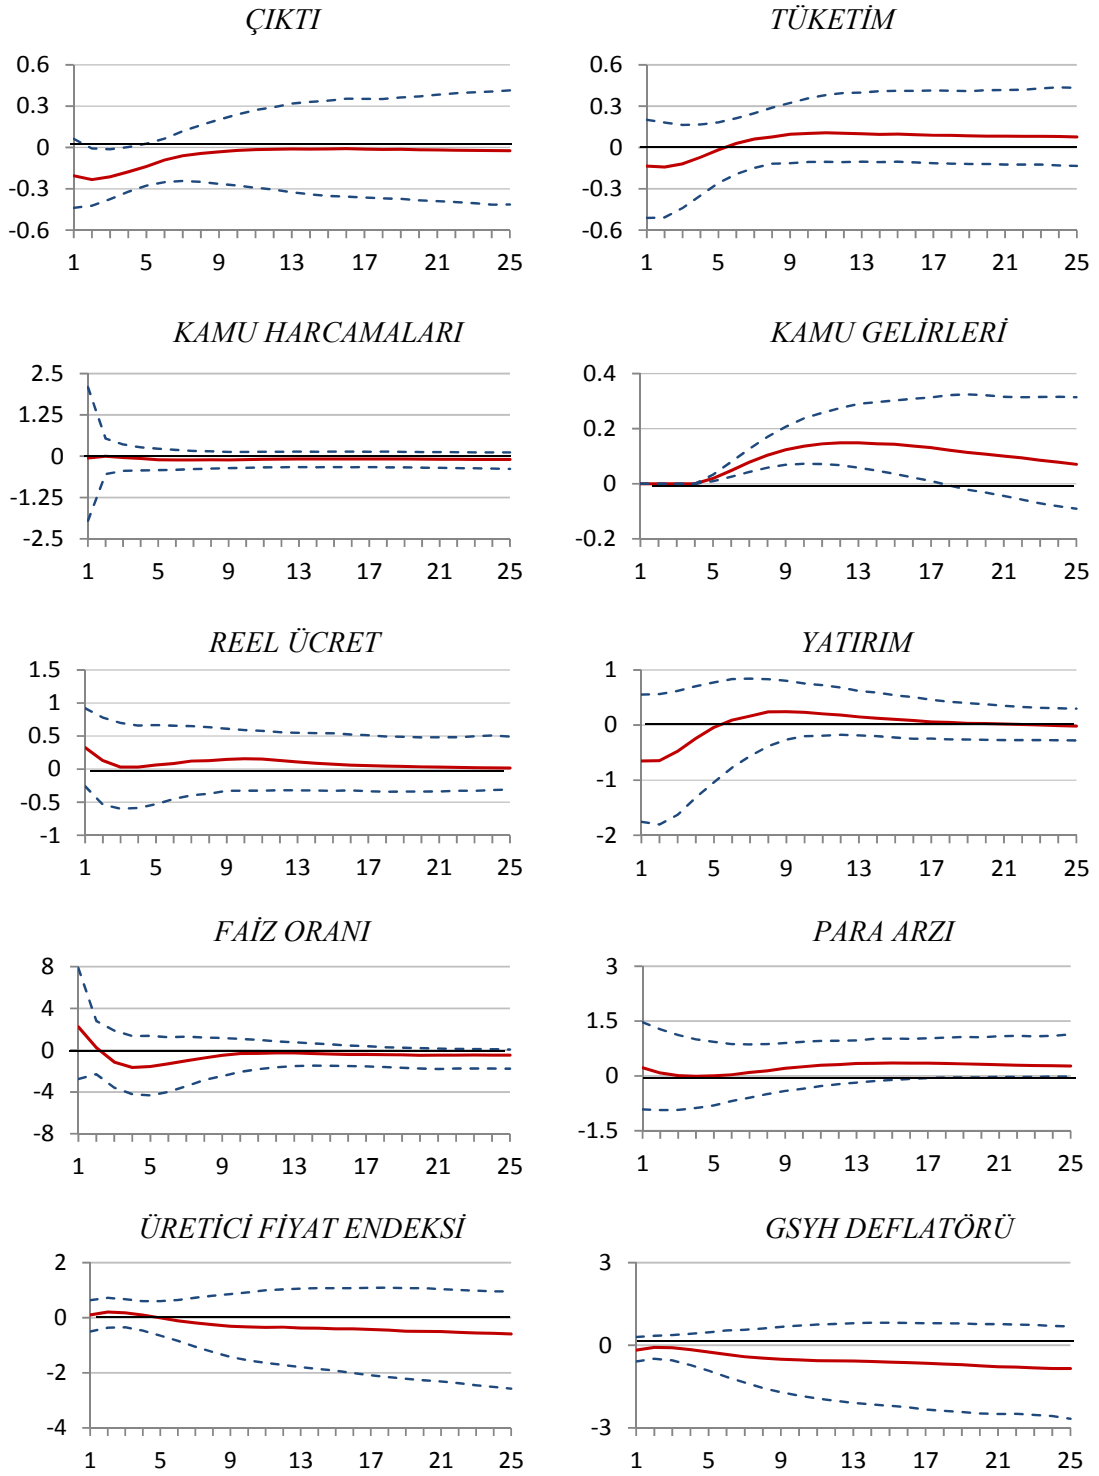 ÇIKTI
0.6
0.3
0
-0.3
-0.6
1 5 9 13 17 21 25
TÜKETİM
0.6
0.3
0
-0.3
-0.6
1 5 9 13 17 21 25
KAMU HARCAMALARI
2.5
1.25
0
-1.25
-2.5
1 5 9 13 17 21 25
KAMU GELİRLERİ
0.4
0.2
0
-0.2
1 5 9 13 17 21 25
REEL ÜCRET
1.5
1
0.5
0
-0.5
-1
1 5 9 13 17 21 25
YATIRIM
1
0
-1
-2
1 5 9 13 17 21 25
FAİZ ORANI
8
4
0
-4
-8
1 5 9 13 17 21 25
PARA ARZI
3
1.5
0
-1.5
1 5 9 13 17 21 25
ÜRETİCİ FİYAT ENDEKSİ
2
0
-2
-4
1 5 9 13 17 21 25
GSYH DEFLATÖRÜ
3
0
-3
1 5 9 13 17 21 25